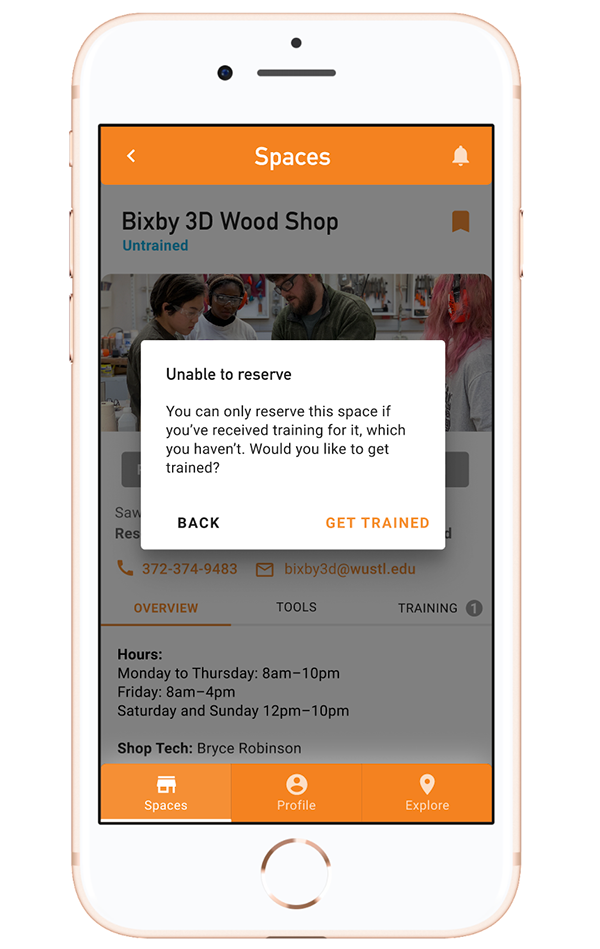 Spaces
Bixby 3D Wood Shop
Untrained
Unable to reserve
You can only reserve this space if
you’ve received training for it, which
you haven’t. Would you like to get
trained?
BACK
GET TRAINED
Saw
Res
372-374-9483
bixby3d@wustl.edu
OVERVIEW
TOOLS
TRAINING 1
Hours:
Monday to Thursday: 8am–10pm
Friday: 8am–4pm
Saturday and Sunday 12pm–10pm
Shop Tech: Bryce Robinson
Spaces
Profile
Explore